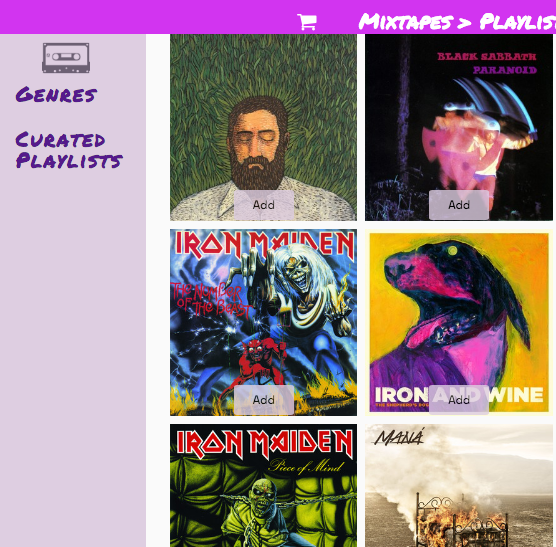 Mixtapes > Playlis
Genres
Curated
Playlists
Add
BLACK SABBATH
PARANOID
Add
IRON MAIDEN
THE NUMBER
OF THE BEAST
Add
IRON AND WINE
THE SHEPHERD'S DOG
Add
IRON MAIDEN
Piece of Mind
MANÁ